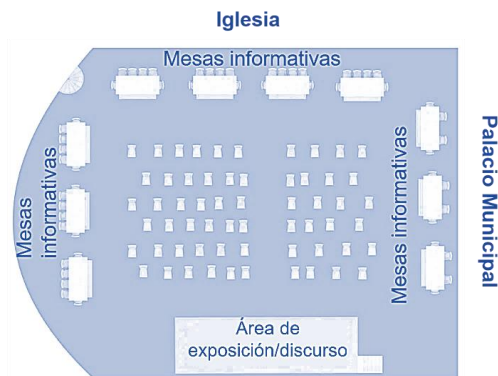 Iglesia
Mesas informativas
Mesas
informativas
Mesas informativas
Palacio Municipal
Área de
exposición/discurso